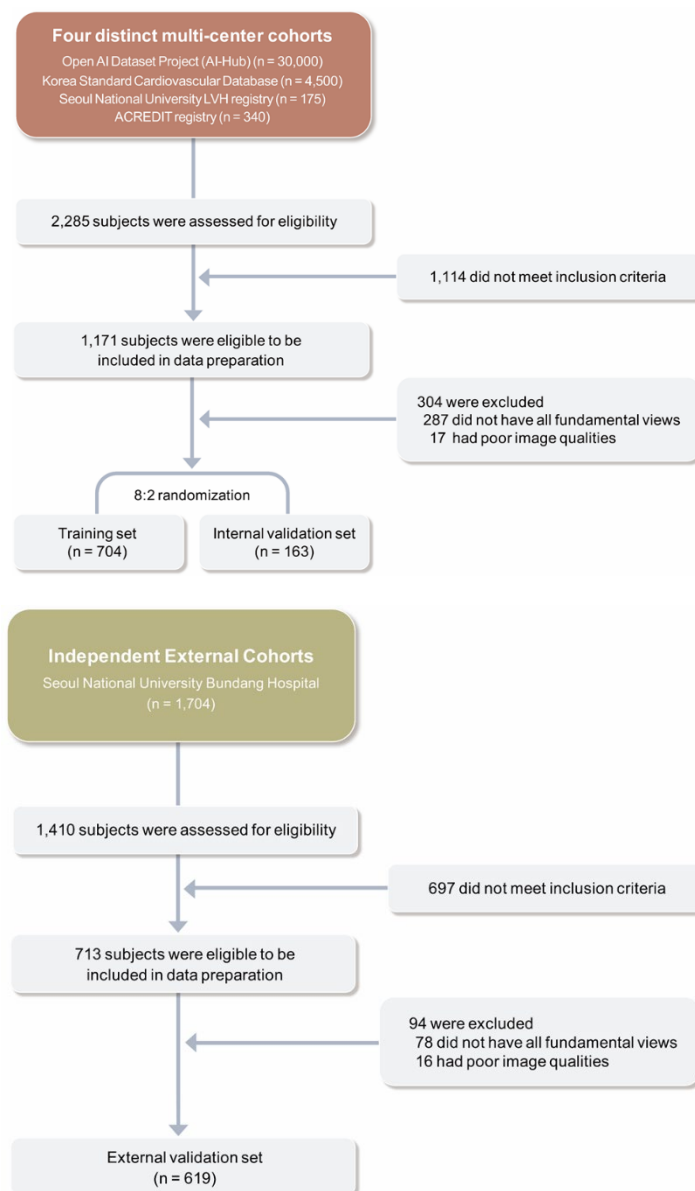 Four distinct multi-center cohorts
Open AI Dataset Project (AI-Hub) (n = 30,000)
Korea Standard Cardiovascular Database (n = 4,500)
Seoul National University LVH registry (n = 175)
ACREDIT registry (n = 340)
2,285 subjects were assessed for eligibility
1,114 did not meet inclusion criteria
1,171 subjects were eligible to be
included in data preparation
304 were excluded
287 did not have all fundamental views
17 had poor image qualities
8:2 randomization
Training set
(n = 704)
Internal validation set
(n = 163)
Independent External Cohorts
Seoul National University Bundang Hospital
(n = 1,704)
1,410 subjects were assessed for eligibility
697 did not meet inclusion criteria
713 subjects were eligible to be
included in data preparation
94 were excluded
78 did not have all fundamental views
16 had poor image qualities
External validation set
(n = 619)